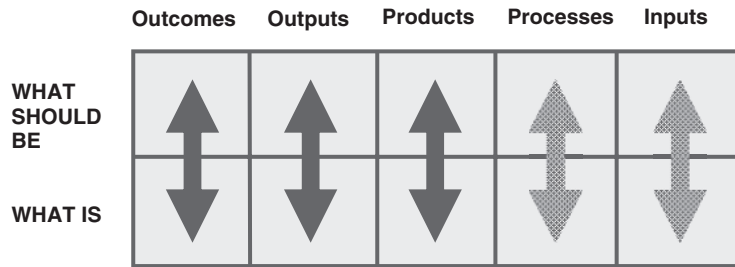 Outcomes Outputs Products Processes Inputs
WHAT
SHOULD
BE
WHAT IS